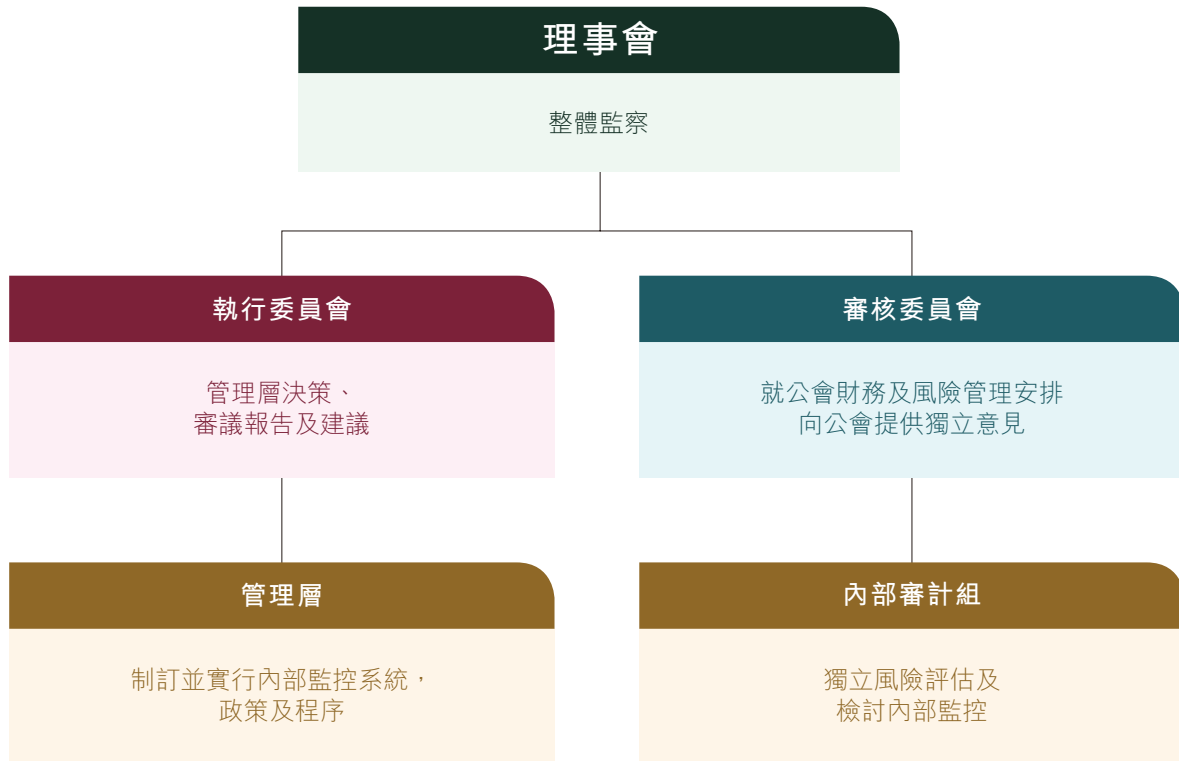 理事會
整體監察
執行委員會
管理層決策、
審議報告及建議
審核委員會
就公會財務及風險管理安排
向公會提供獨立意見
管理層
制訂並實行內部監控系統，
政策及程序
內部審計組
獨立風險評估及
檢討內部監控